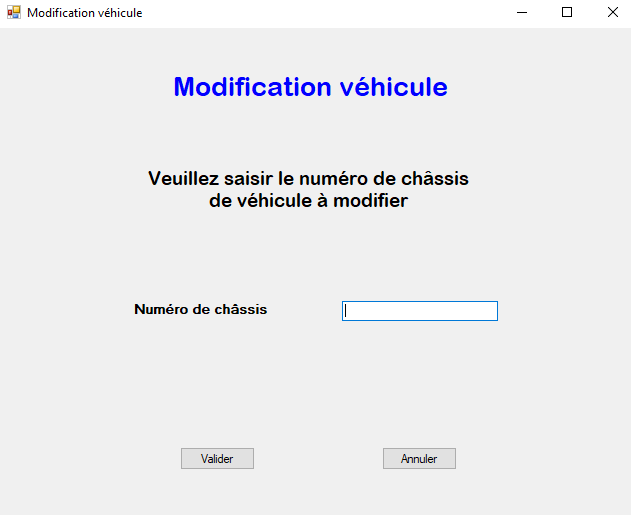 Modification véhicule
Modification véhicule
Veuillez saisir le numéro de châssis
de véhicule à modifier
Numéro de châssis
Valider
Annuler